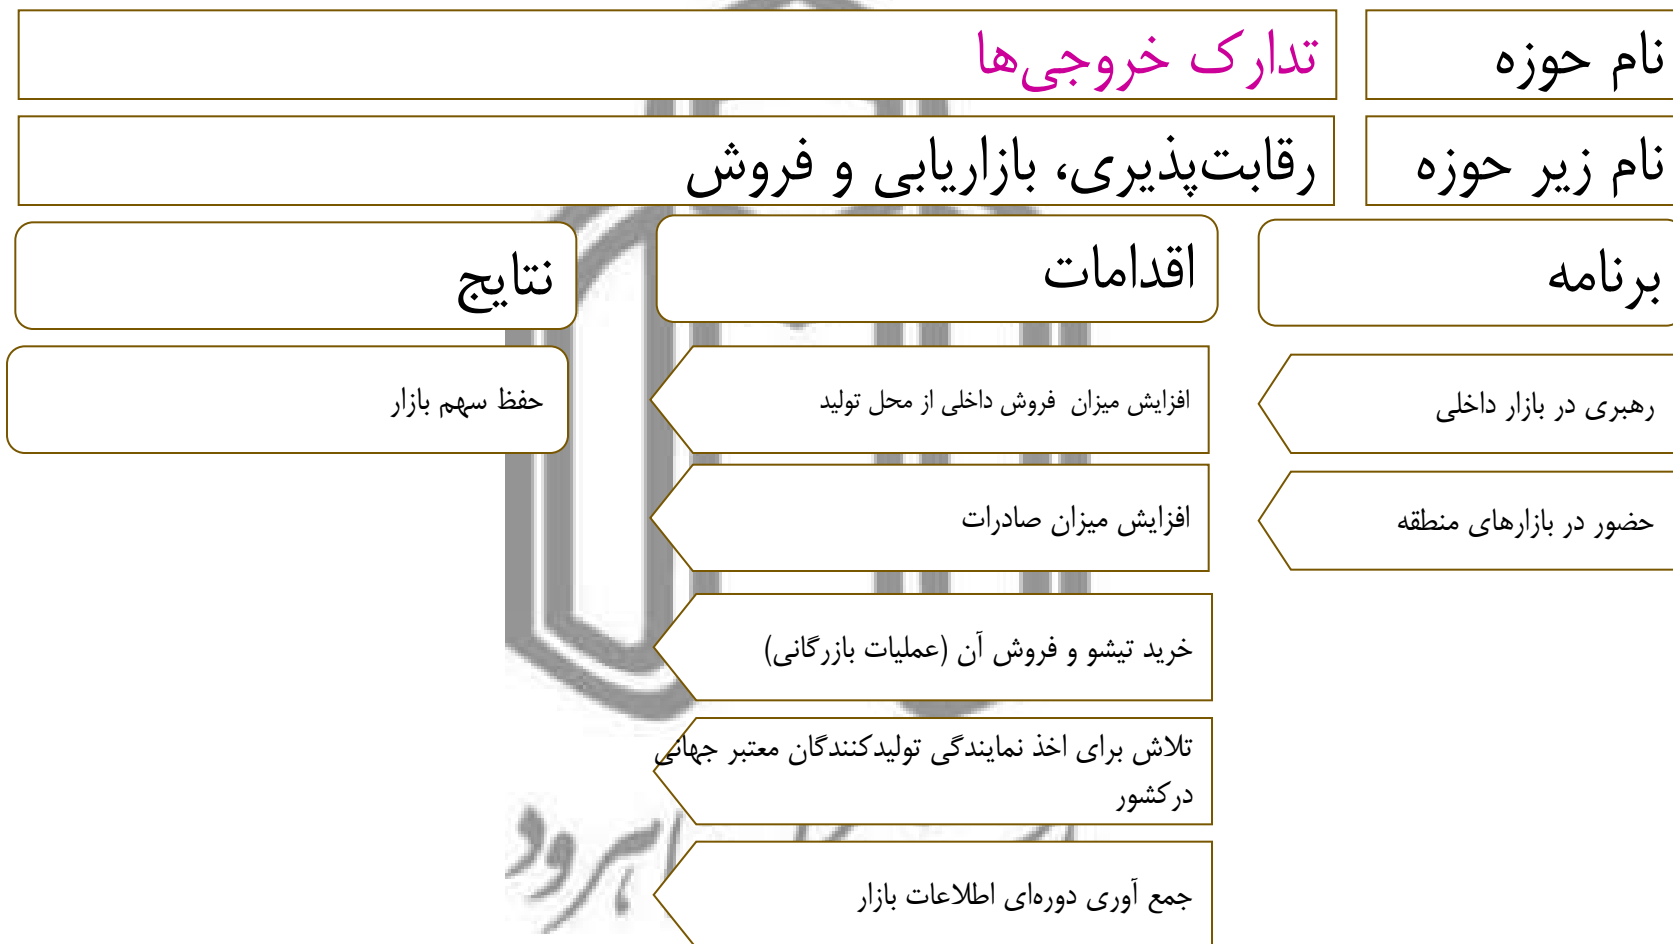 نام حوزه
تدارک خروجی‌ها
نام زیر حوزه
رقابت‌پذیری، بازاریابی و فروش
برنامه
اقدامات
نتایج
رهبری در بازار داخلی
حضور در بازارهای منطقه
افزایش میزان فروش داخلی از محل تولید
افزایش میزان صادرات
خرید تیشو و فروش آن (عملیات بازرگانی)
تلاش برای اخذ نمایندگی تولیدکنندگان معتبر جهانی
درکشور
جمع آوری دوره‌ای اطلاعات بازار
حفظ سهم بازار